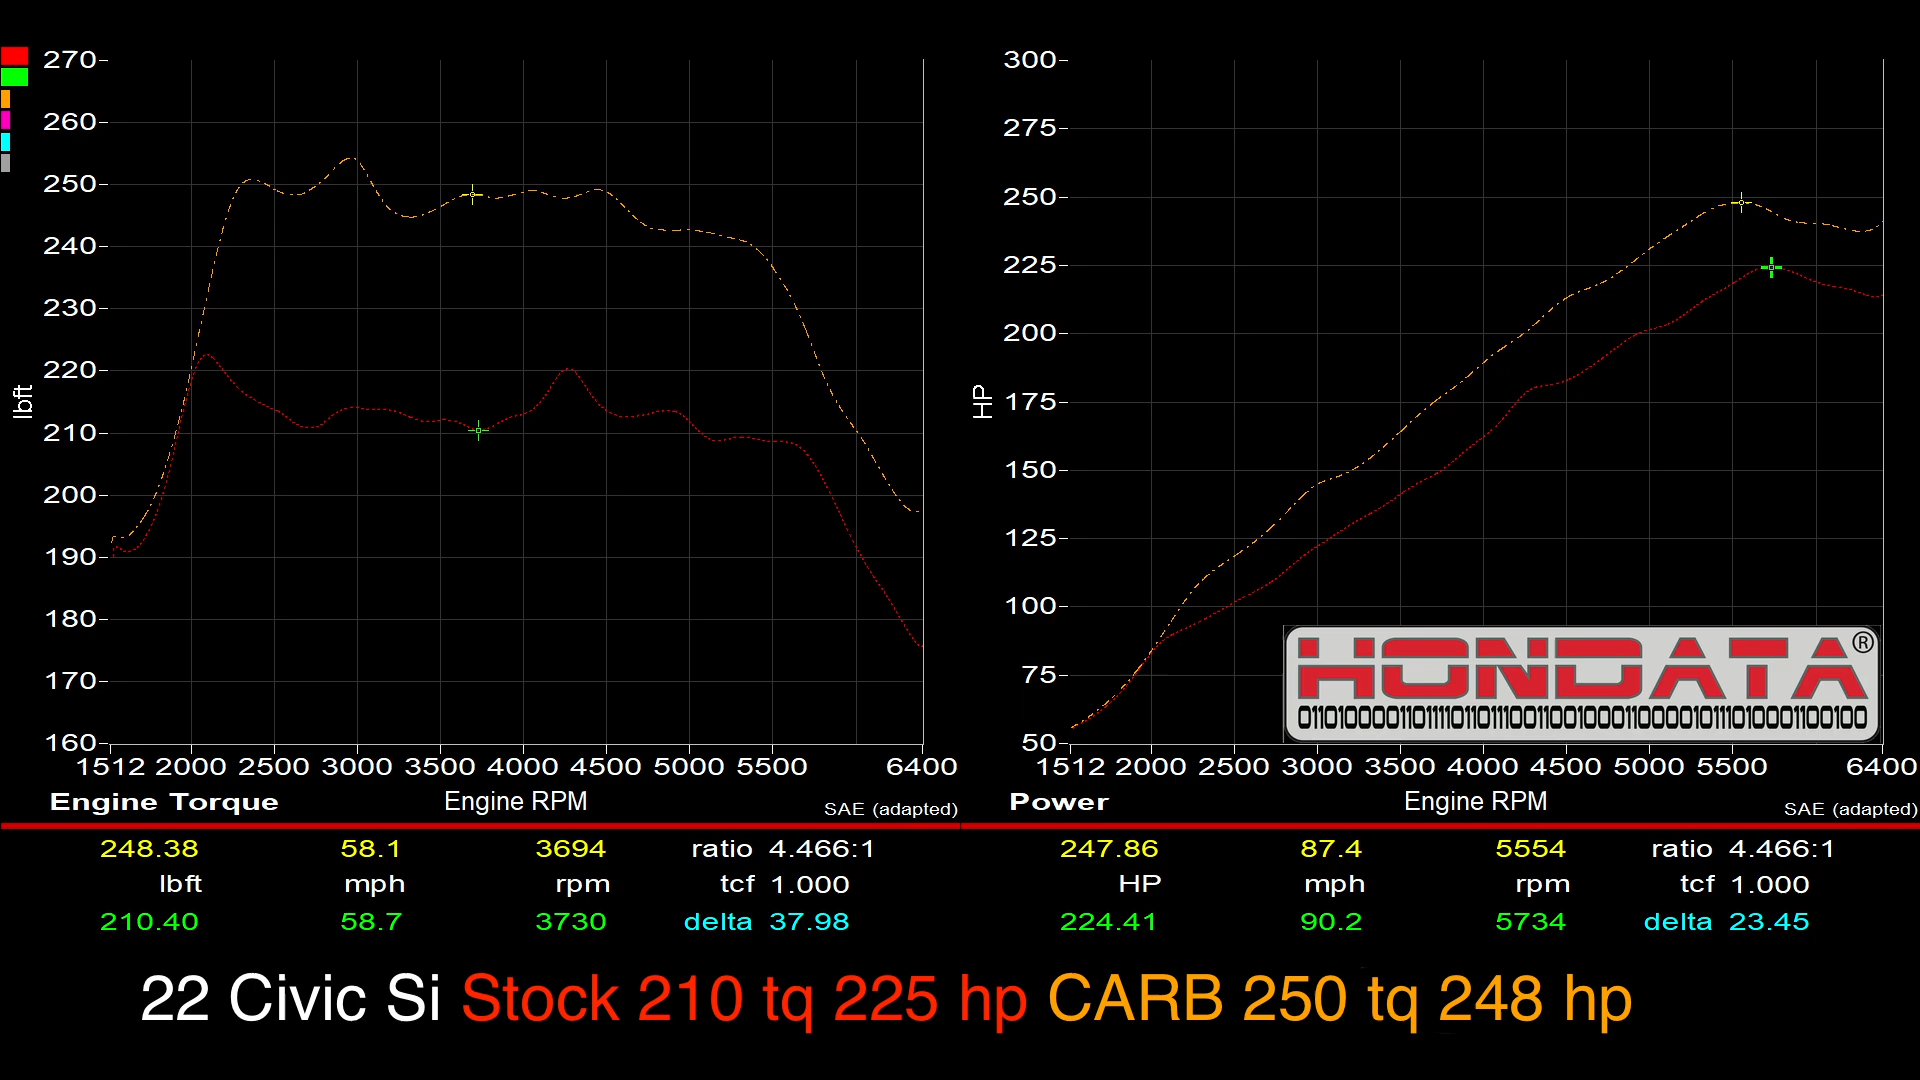 270
260
250
240
230
220
210
200
190
180
170
160
lbft
1512 2000 2500 3000 3500 4000 4500 5000 5500 6400
Engine Torque Engine RPM SAE (adapted)
300
275
250
225
200
175
150
125
100
75
50
HP
HONDATA®
1512 2000 2500 3000 3500 4000 4500 5000 5500 6400
Power Engine RPM SAE (adapted)
248.38 58.1 3694 ratio 4.466:1
lbft mph rpm tcf 1.000
210.40 58.7 3730 delta 37.98
247.86 87.4 5554 ratio 4.466:1
HP mph rpm tcf 1.000
224.41 90.2 5734 delta 23.45
22 Civic Si Stock 210 tq 225 hp CARB 250 tq 248 hp